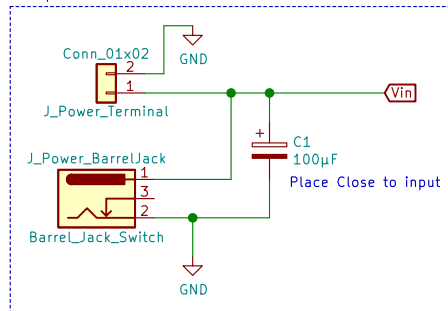 Conn_01x02
2
1
GND
J_Power_Terminal
Vin
J_Power_BarrelJack
1
3
2
+
C1
100µF
Place Close to input
Barrel_Jack_Switch
GND